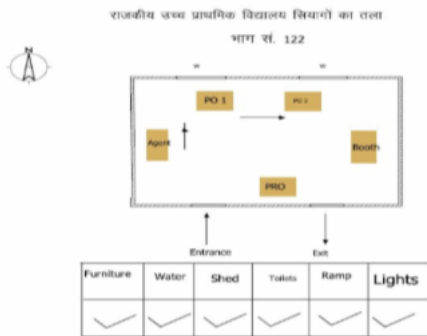 राजकीय उच्च प्राथमिक विद्यालय सियागो का तला
भाग सं. 122
N
W W
PO 1 PO 2
Agent Booth
PRO
Entrance Exit
Furniture Water Shed Toilets Ramp Lights